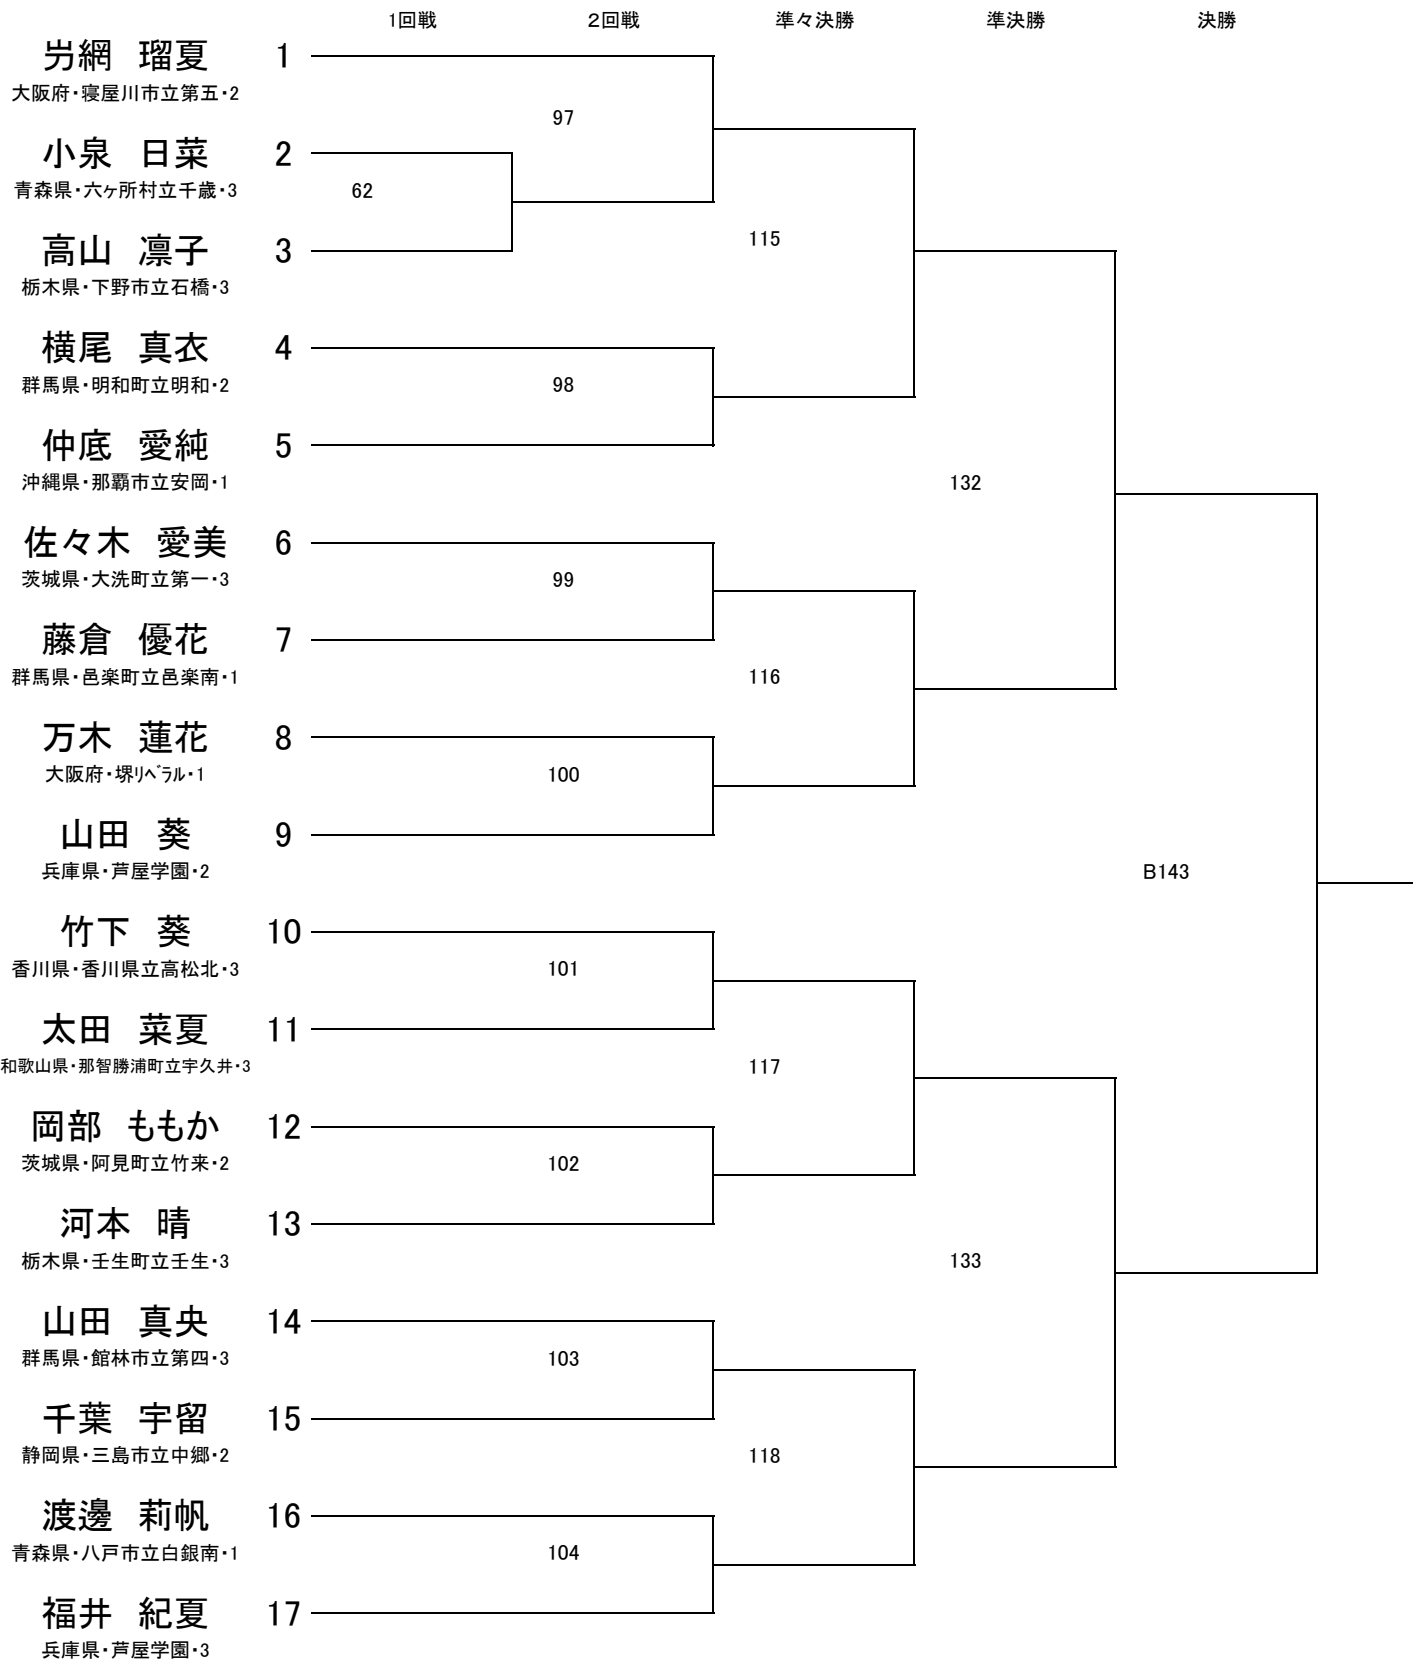 1回戦 2回戦 準々決勝 準決勝 決勝
屶網 瑠夏 1
大阪府・寝屋川市立第五・2
97
小泉 日菜 2
青森県・六ヶ所村立千歳・3
62
高山 凛子 3
栃木県・下野市立石橋・3
115
横尾 真衣 4
群馬県・明和町立明和・2
98
仲底 愛純 5
沖縄県・那覇市立安岡・1
132
佐々木 愛美 6
茨城県・大洗町立第一・3
99
藤倉 優花 7
群馬県・邑楽町立邑楽南・1
116
万木 蓮花 8
大阪府・堺ﾘﾍﾞﾗﾙ・1
100
山田 葵 9
兵庫県・芦屋学園・2
B143
竹下 葵 10
香川県・香川県立高松北・3
101
太田 菜夏 11
和歌山県・那智勝浦町立宇久井・3
117
岡部 ももか 12
茨城県・阿見町立竹来・2
102
河本 晴 13
栃木県・壬生町立壬生・3
133
山田 真央 14
群馬県・館林市立第四・3
103
千葉 宇留 15
静岡県・三島市立中郷・2
118
渡邊 莉帆 16
青森県・八戸市立白銀南・1
104
福井 紀夏 17
兵庫県・芦屋学園・3